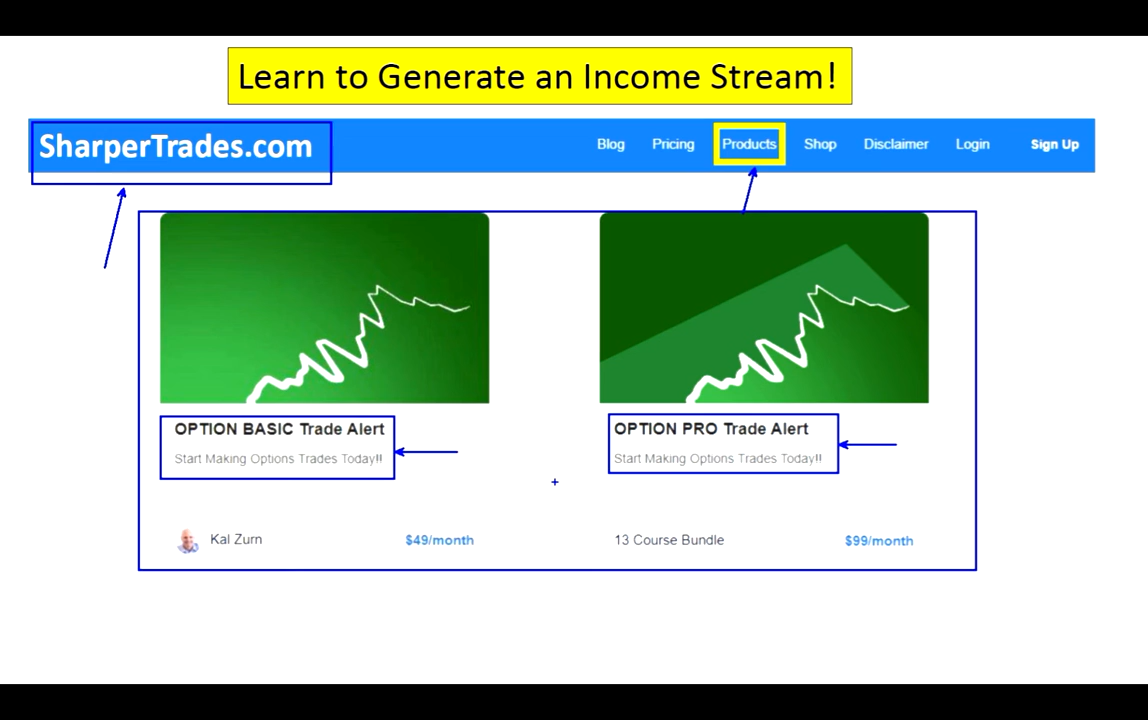 Learn to Generate an Income Stream!
SharperTrades.com
Blog Pricing Products Shop Disclaimer Login Sign Up
OPTION BASIC Trade Alert
Start Making Options Trades Today!!
Kal Zurn $49/month
OPTION PRO Trade Alert
Start Making Options Trades Today!!
13 Course Bundle $99/month